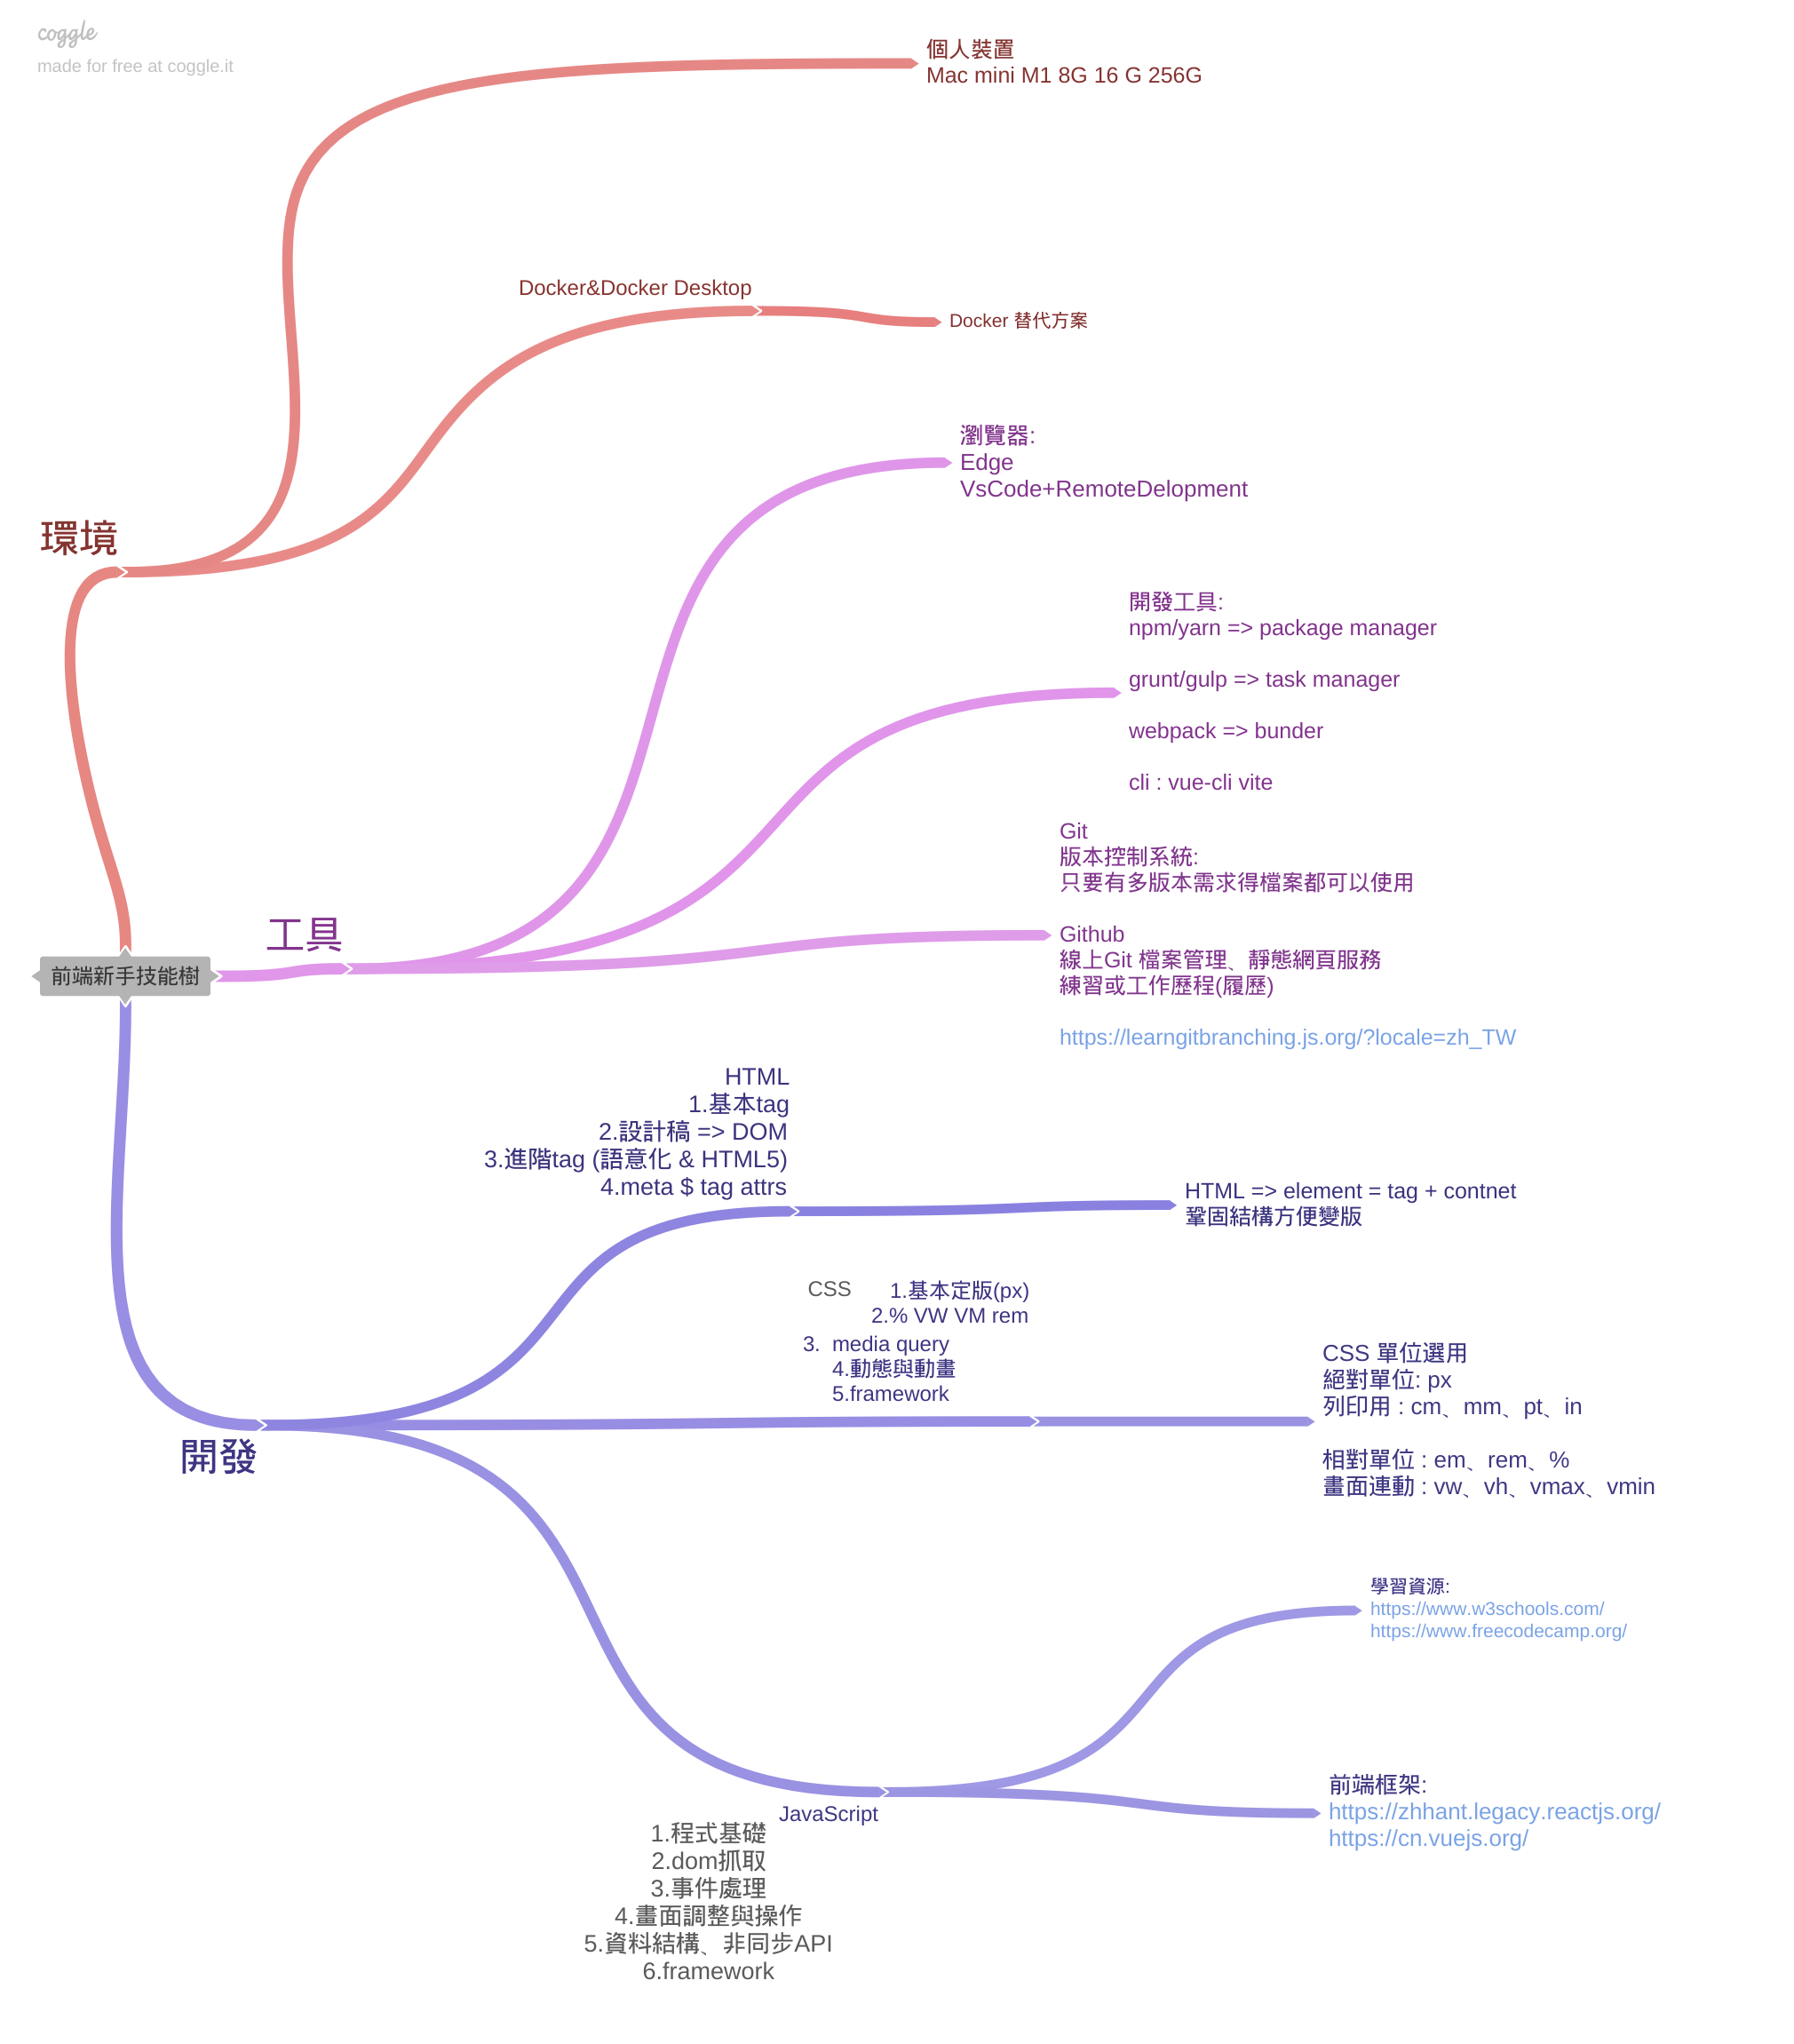 coggle
made for free at coggle.it
個人裝置
Mac mini M1 8G 16 G 256G
Docker&Docker Desktop
Docker 替代方案
瀏覽器:
Edge
VsCode+RemoteDelopment
環境
開發工具:
npm/yarn => package manager
grunt/gulp => task manager
webpack => bunder
cli : vue-cli vite
Git
版本控制系統:
只要有多版本需求得檔案都可以使用
Github
線上Git 檔案管理、靜態網頁服務
練習或工作歷程(履歷)
https://learngitbranching.js.org/?locale=zh_TW
工具
前端新手技能樹
HTML
1.基本tag
2.設計稿 => DOM
3.進階tag (語意化 & HTML5)
4.meta $ tag attrs
HTML => element = tag + contnet
鞏固結構方便變版
CSS 1.基本定版(px)
2.% VW VM rem
3. media query
4.動態與動畫
5.framework
CSS 單位選用
絕對單位: px
列印用 : cm、mm、pt、in
相對單位 : em、rem、%
畫面連動 : vw、vh、vmax、vmin
開發
學習資源:
https://www.w3schools.com/
https://www.freecodecamp.org/
前端框架:
https://zhhant.legacy.reactjs.org/
https://cn.vuejs.org/
JavaScript
1.程式基礎
2.dom抓取
3.事件處理
4.畫面調整與操作
5.資料結構、非同步API
6.framework